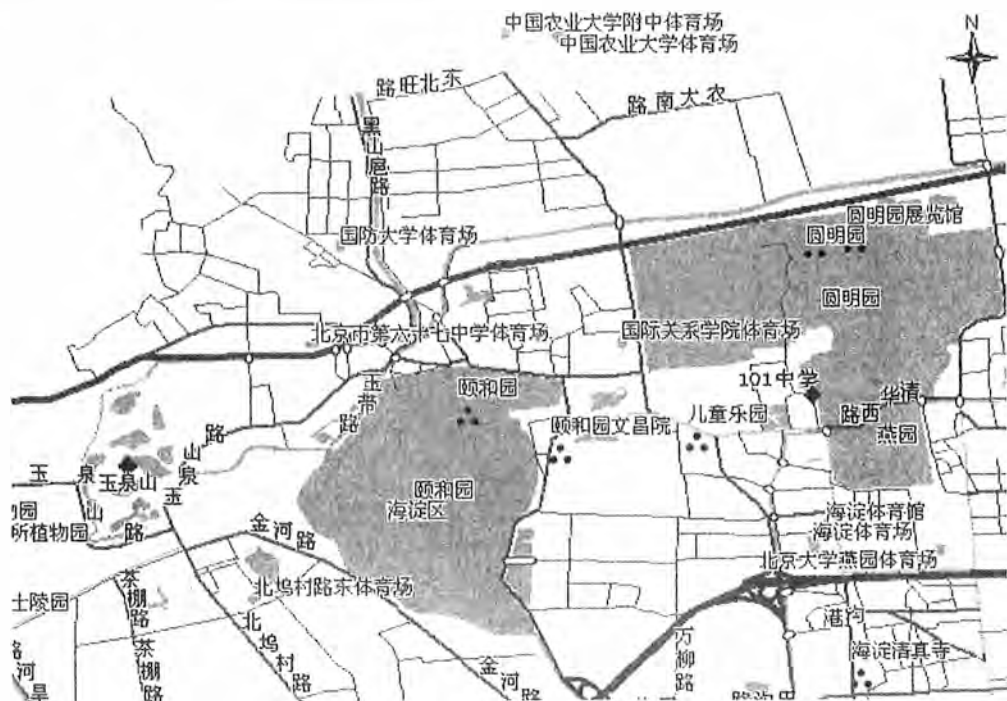 中国农业大学附中体育场
中国农业大学体育场
N
东北旺路
农大南路
黑山扈路
圆明园展览馆
圆明园
国防大学体育场
圆明园
北京市第六十七中学体育场
国际关系学院体育场
101中学
颐和园
玉带路
清华西路
儿童乐园
颐和园文昌院
燕园
玉泉山路
玉泉山路
玉泉山
颐和园
海淀区
园
所植物园
金河路
海淀体育馆
海淀体育场
北京大学燕园体育场
北坞村路东体育场
士陵园
茶棚路
茶棚路
北坞村路
金河路
万柳路
港沟
海淀清真寺
路
河